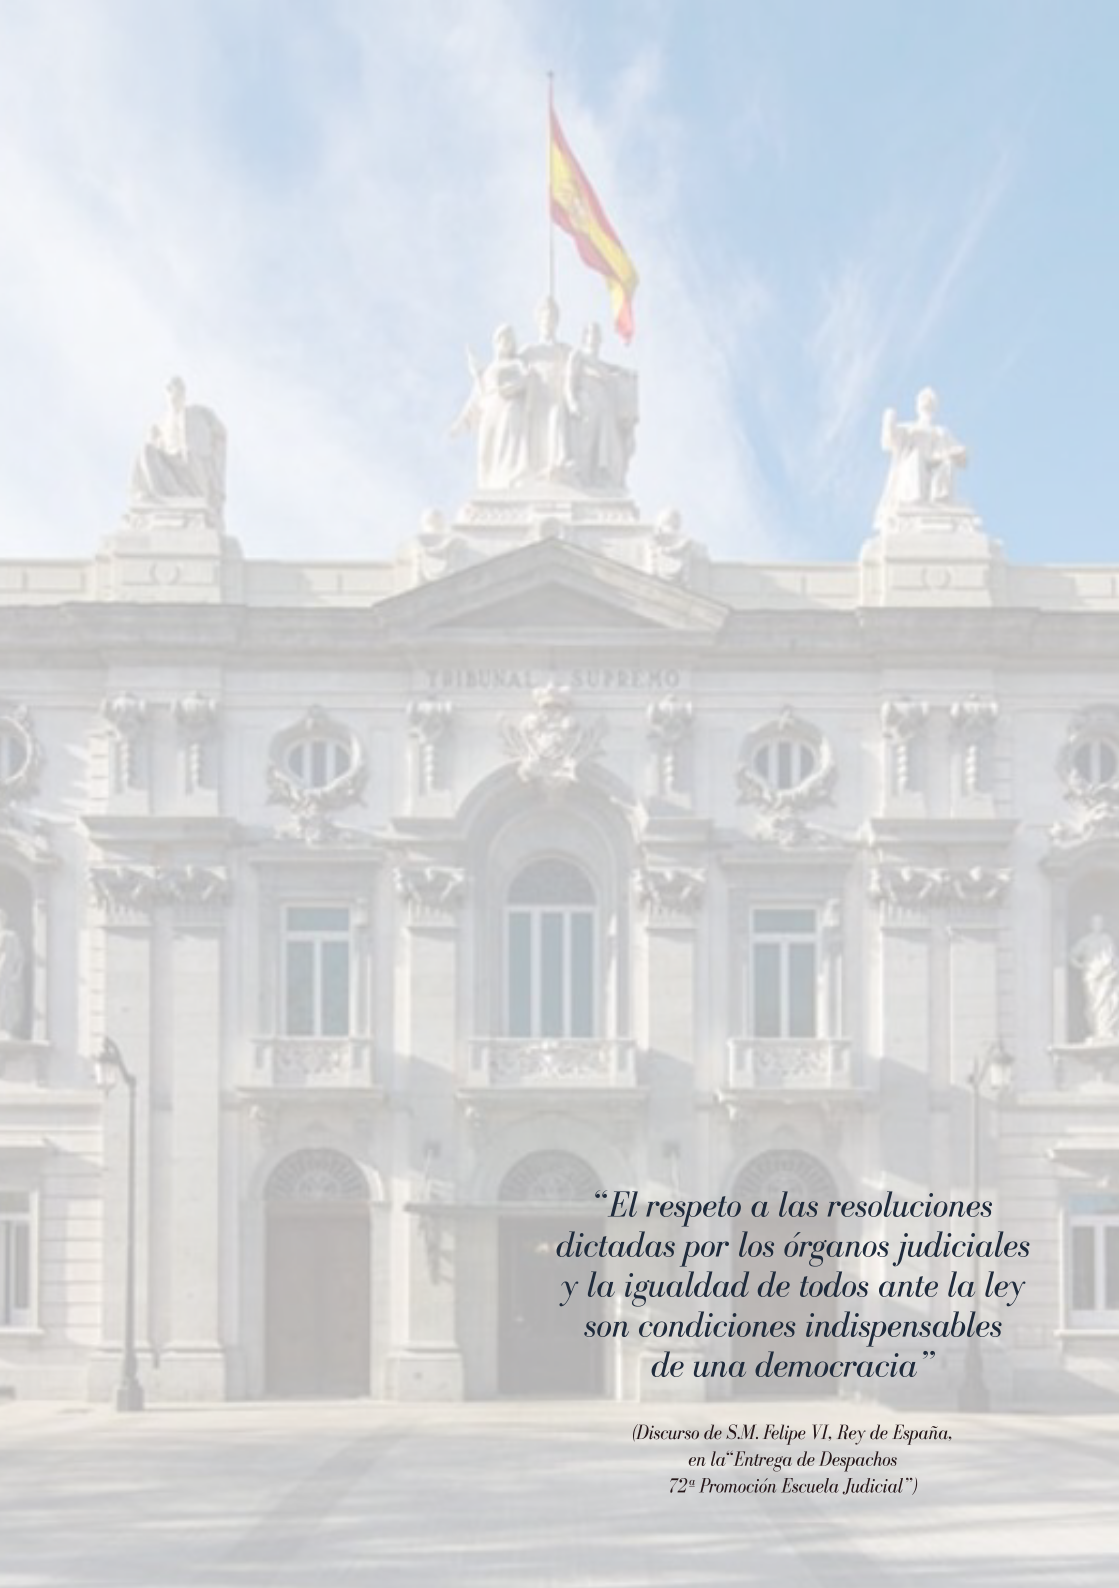 TRIBUNAL SUPREMO
“El respeto a las resoluciones
dictadas por los órganos judiciales
y la igualdad de todos ante la ley
son condiciones indispensables
de una democracia”
(Discurso de S.M. Felipe VI, Rey de España,
en la“Entrega de Despachos
72ª Promoción Escuela Judicial”)